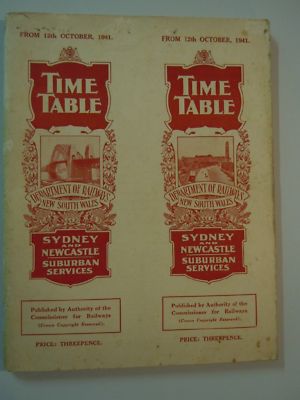 FROM 12th OCTOBER, 1941.
TIME
TABLE
DEPARTMENT OF RAILWAYS
NEW SOUTH WALES
SYDNEY
AND
NEWCASTLE
SUBURBAN
SERVICES
Published by Authority of the
Commissioner for Railways
(Crown Copyright Reserved).
PRICE: THREEPENCE.
FROM 12th OCTOBER, 1941.
TIME
TABLE
DEPARTMENT OF RAILWAYS
NEW SOUTH WALES
SYDNEY
AND
NEWCASTLE
SUBURBAN
SERVICES
Published by Authority of the
Commissioner for Railways
(Crown Copyright Reserved).
PRICE: THREEPENCE.